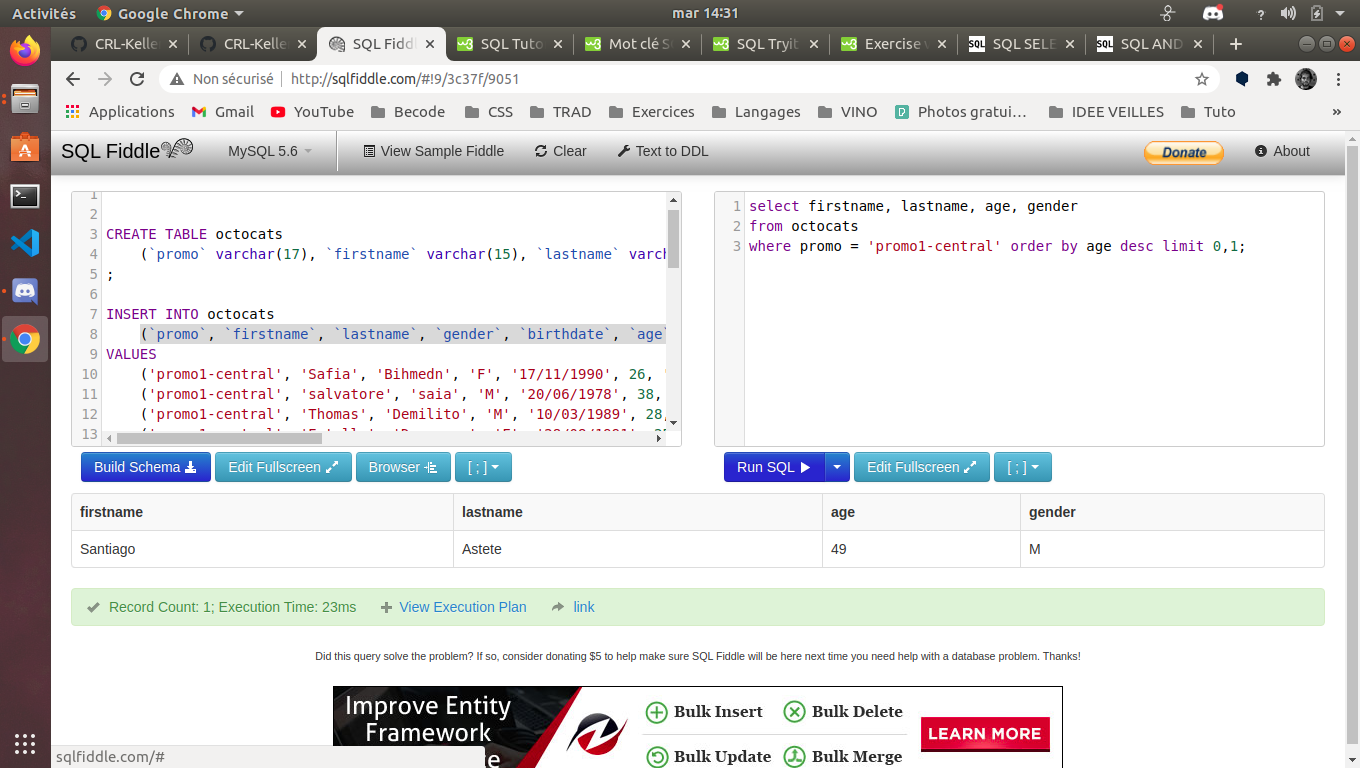 Activités
Google Chrome
mar 14:31
CRL-Kelle
CRL-Kelle
SQL Fiddl
SQL Tuto
Mot clé S
SQL Tryit
Exercise
SQL SELE
SQL AND
Non sécurisé
http://sqlfiddle.com/#!9/3c37f/9051
Applications
Gmail
YouTube
Becode
CSS
TRAD
Exercices
Langages
VINO
Photos gratui...
IDEE VEILLES
Tuto
»
SQL Fiddle
MySQL 5.6
View Sample Fiddle
Clear
Text to DDL
Donate
About
1
2
3 CREATE TABLE octocats
4 (`promo` varchar(17), `firstname` varchar(15), `lastname` varch
5 ;
6
7 INSERT INTO octocats
8 (`promo`, `firstname`, `lastname`, `gender`, `birthdate`, `age`
9 VALUES
10 ('promo1-central', 'Safia', 'Bihmedn', 'F', '17/11/1990', 26, '
11 ('promo1-central', 'salvatore', 'saia', 'M', '20/06/1978', 38,
12 ('promo1-central', 'Thomas', 'Demilito', 'M', '10/03/1989', 28,
13
1 select firstname, lastname, age, gender
2 from octocats
3 where promo = 'promo1-central' order by age desc limit 0,1;
Build Schema
Edit Fullscreen
Browser
[ ; ]
Run SQL
Edit Fullscreen
[ ; ]
firstname lastname age gender
Santiago Astete 49 M
Record Count: 1; Execution Time: 23ms
View Execution Plan
link
Did this query solve the problem? If so, consider donating $5 to help make sure SQL Fiddle will be here next time you need help with a database problem. Thanks!
Improve Entity
Framework
Bulk Insert
Bulk Delete
Bulk Update
Bulk Merge
LEARN MORE
sqlfiddle.com/#